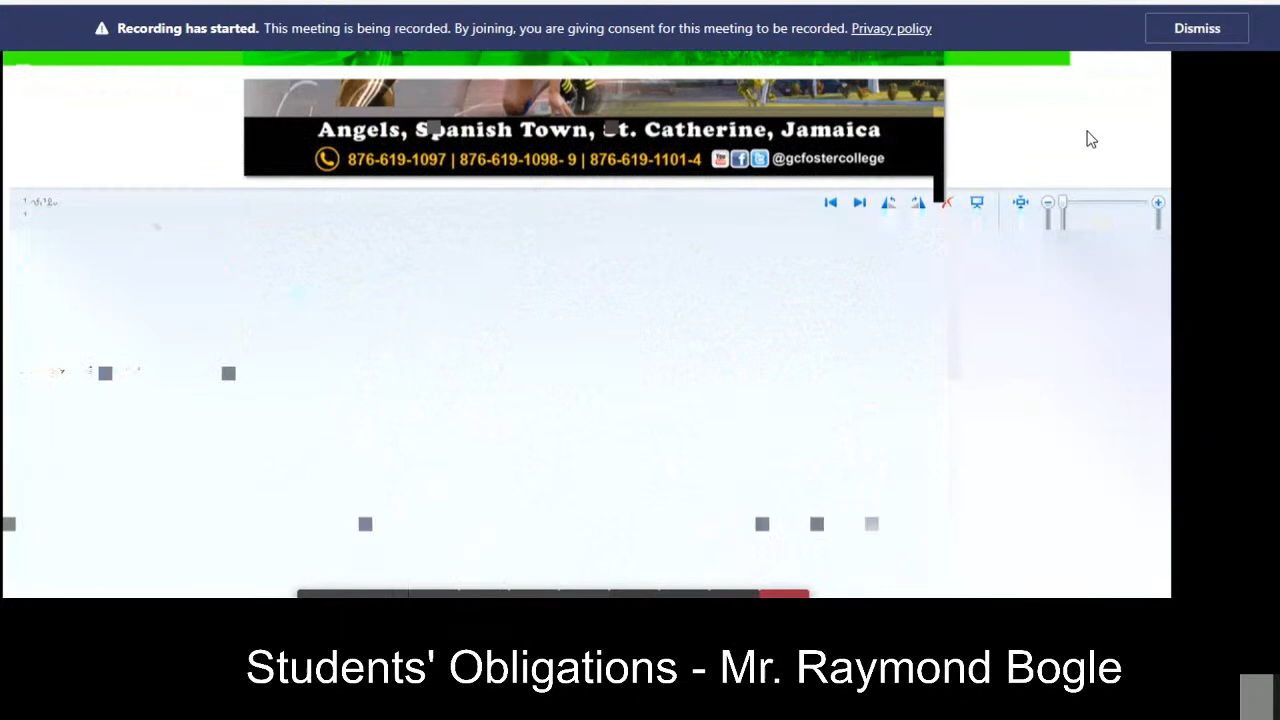 Recording has started. This meeting is being recorded. By joining, you are giving consent for this meeting to be recorded. Privacy policy
Dismiss
Angels, Spanish Town, St. Catherine, Jamaica
876-619-1097 | 876-619-1098- 9 | 876-619-1101-4 You f t @gcfostercollege
Students' Obligations - Mr. Raymond Bogle